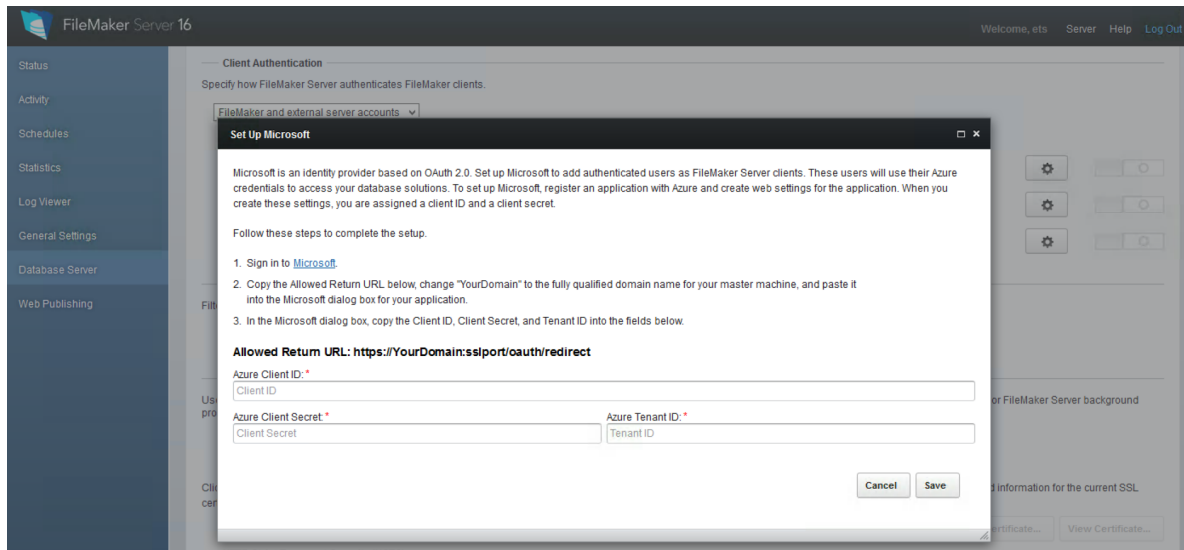 FileMaker Server 16
Welcome, ets Server Help Log Out
Status
Activity
Schedules
Statistics
Log Viewer
General Settings
Database Server
Web Publishing
Client Authentication
Specify how FileMaker Server authenticates FileMaker clients.
FileMaker and external server accounts
Set Up Microsoft
Microsoft is an identity provider based on OAuth 2.0. Set up Microsoft to add authenticated users as FileMaker Server clients. These users will use their Azure
credentials to access your database solutions. To set up Microsoft, register an application with Azure and create web settings for the application. When you
create these settings, you are assigned a client ID and a client secret.
Follow these steps to complete the setup.
1. Sign in to Microsoft.
2. Copy the Allowed Return URL below, change "YourDomain" to the fully qualified domain name for your master machine, and paste it
into the Microsoft dialog box for your application.
3. In the Microsoft dialog box, copy the Client ID, Client Secret, and Tenant ID into the fields below.
Allowed Return URL: https://YourDomain:sslport/oauth/redirect
Azure Client ID: *
Client ID
Azure Client Secret: * Azure Tenant ID: *
Client Secret Tenant ID
or FileMaker Server background
Cancel Save
information for the current SSL
View Certificate...